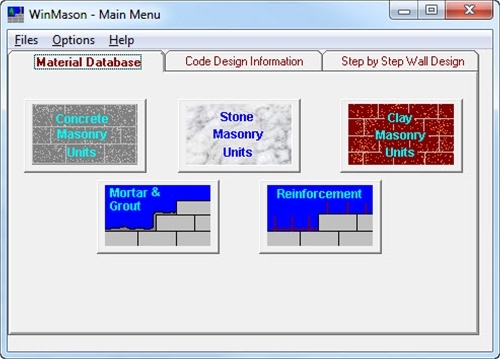 WinMason - Main Menu
Files Options Help
Material Database Code Design Information Step by Step Wall Design
Concrete
Masonry
Units
Stone
Masonry
Units
Clay
Masonry
Units
Mortar &
Grout
Reinforcement